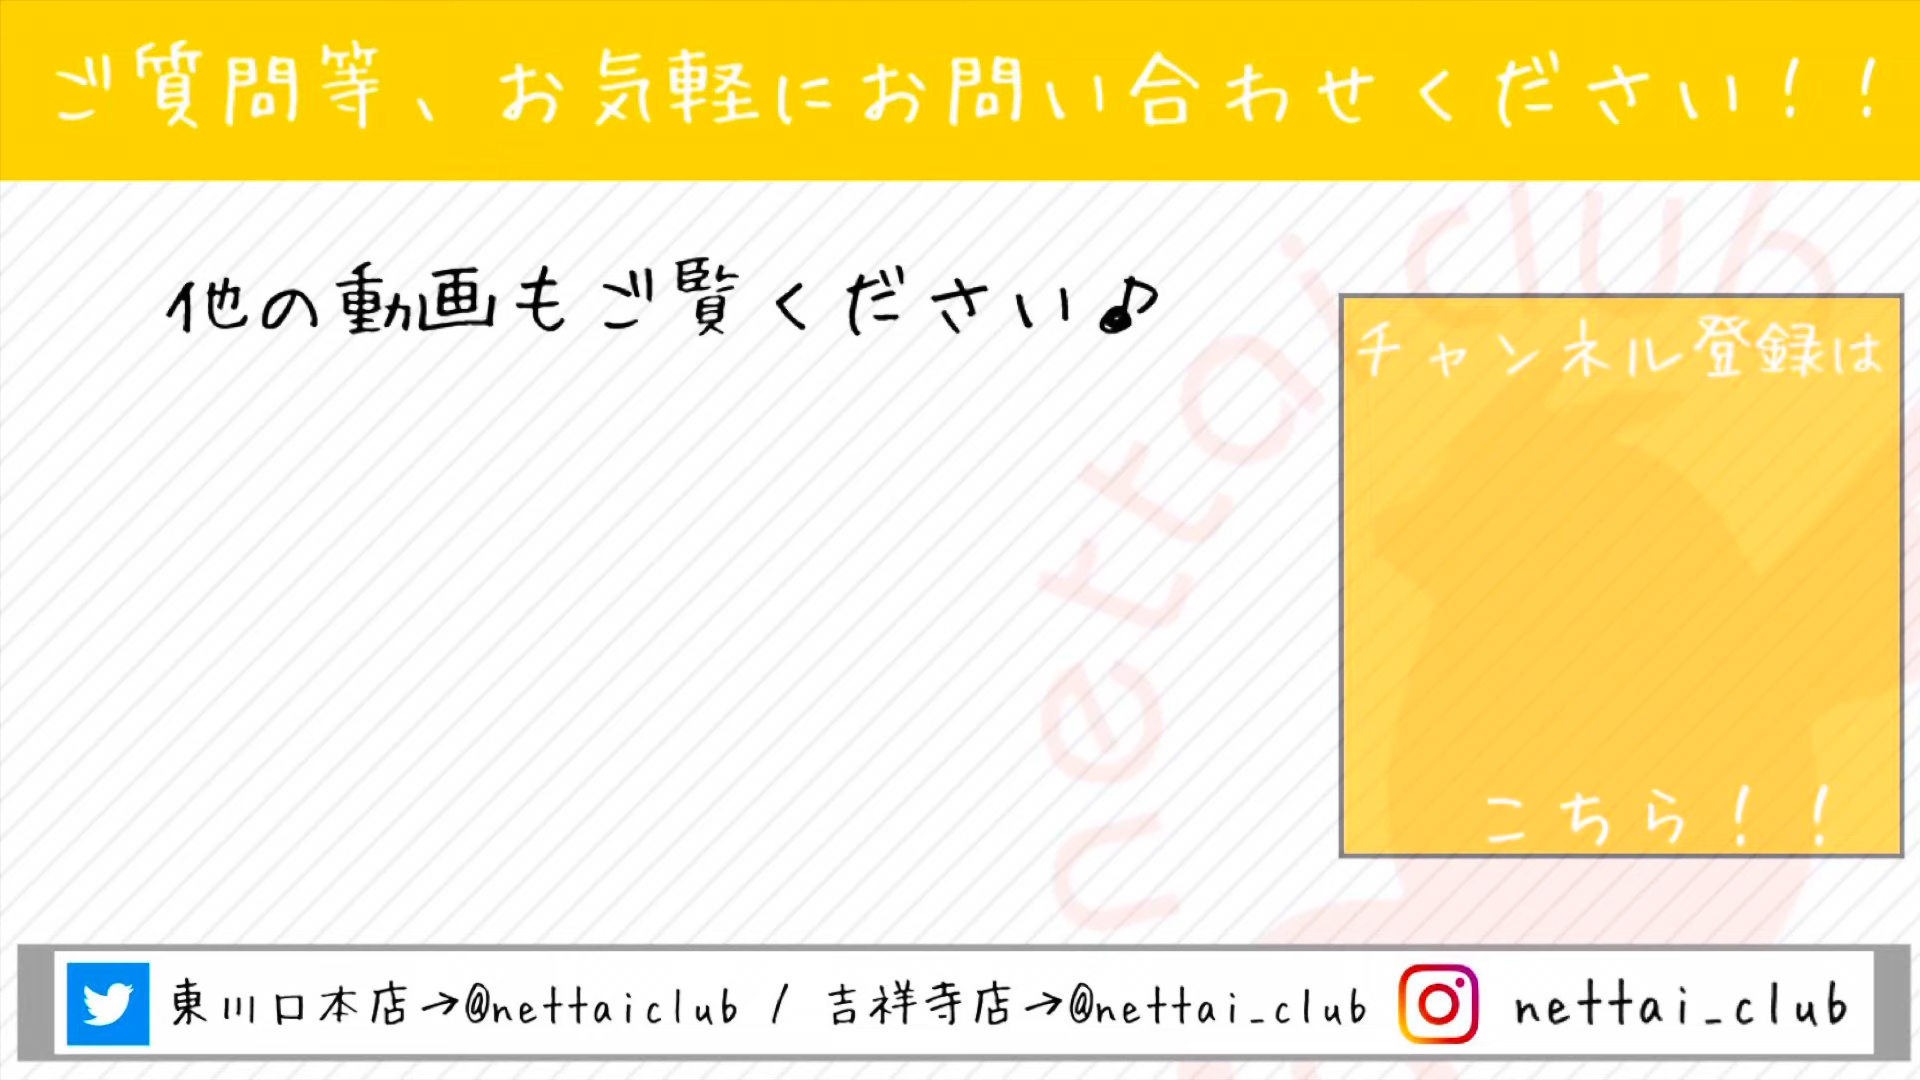 ご質問等、お気軽にお問い合わせください！！
他の動画もご覧ください♪
nettaiclub
チャンネル登録は
こちら！！
東川口本店→@nettaiclub / 吉祥寺店→@nettai_club
nettai_club